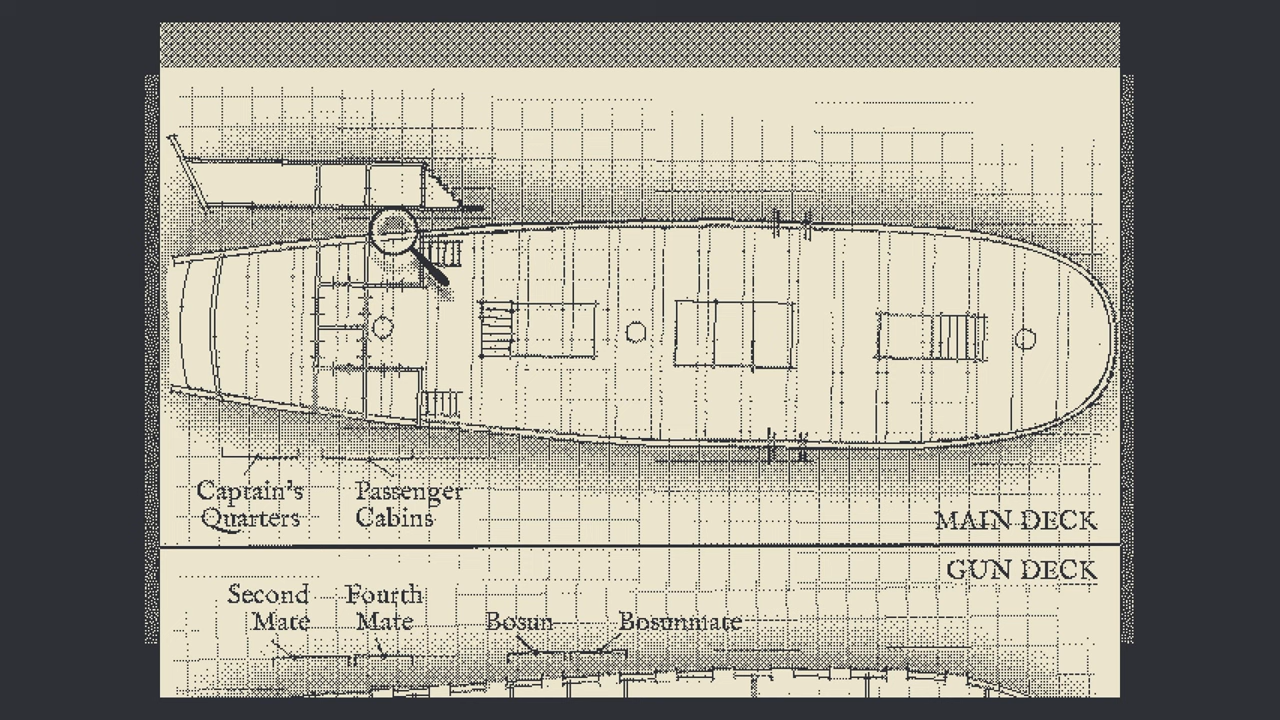 Captain's
Quarters
Passenger
Cabins
MAIN DECK
GUN DECK
Second
Mate
Fourth
Mate
Bosun
Bosunmate